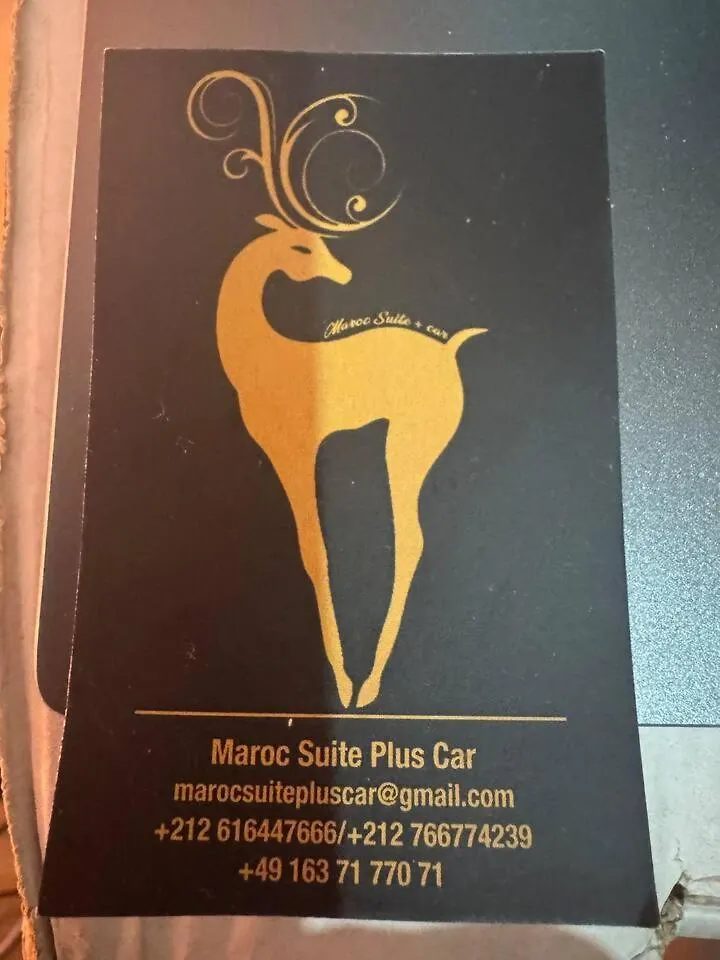 Maroc Suite + car
Maroc Suite Plus Car
marocsuitepluscar@gmail.com
+212 616447666/+212 766774239
+49 163 71 770 71